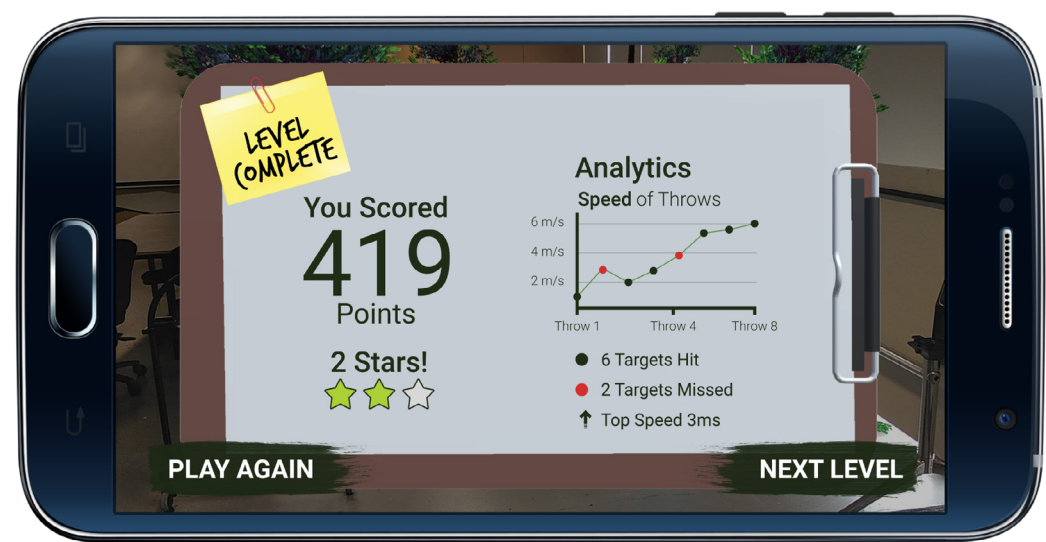 LEVEL
COMPLETE
You Scored
419
Points
2 Stars!
Analytics
Speed of Throws
6 m/s
4 m/s
2 m/s
Throw 1
Throw 4
Throw 8
6 Targets Hit
2 Targets Missed
Top Speed 3ms
PLAY AGAIN
NEXT LEVEL